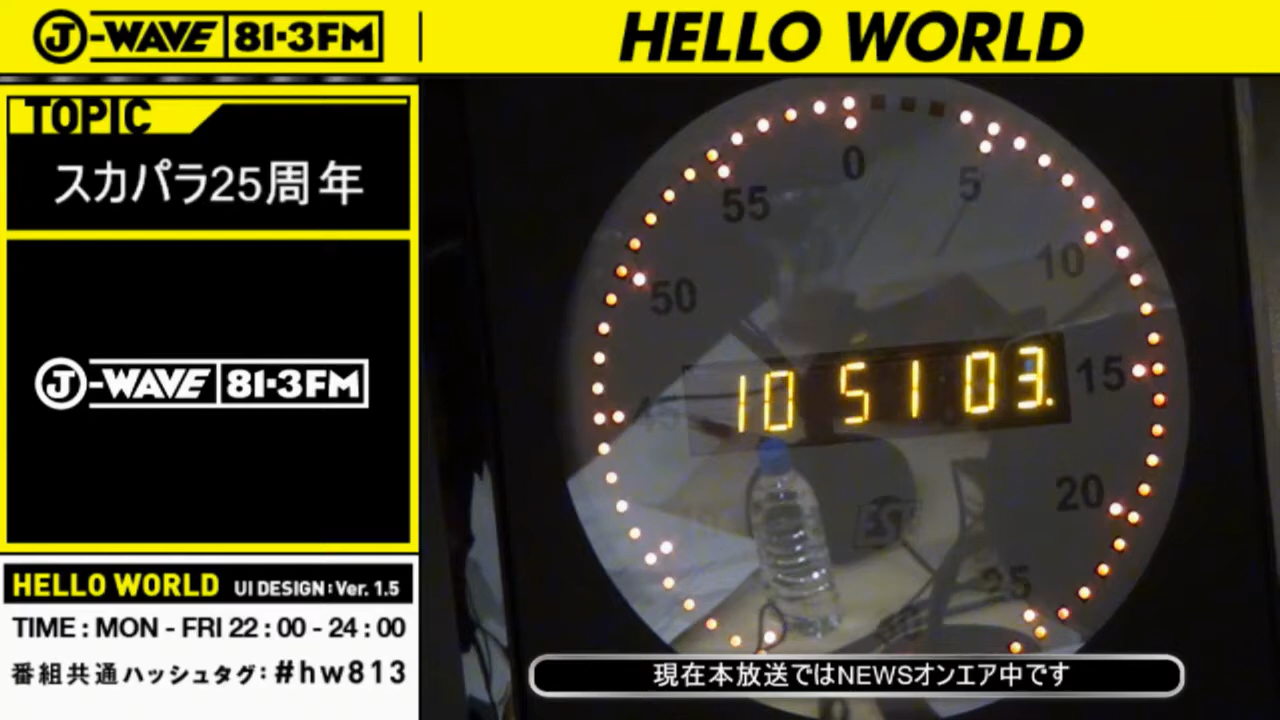 J-WAVE 81.3FM
HELLO WORLD
TOPIC
スカパラ25周年
J-WAVE 81.3FM
HELLO WORLD UI DESIGN:Ver. 1.5
TIME : MON - FRI 22 : 00 - 24 : 00
番組共通ハッシュタグ: #hw813
0
5
10
15
20
25
45
50
55
10 51 03.
現在本放送ではNEWSオンエア中です